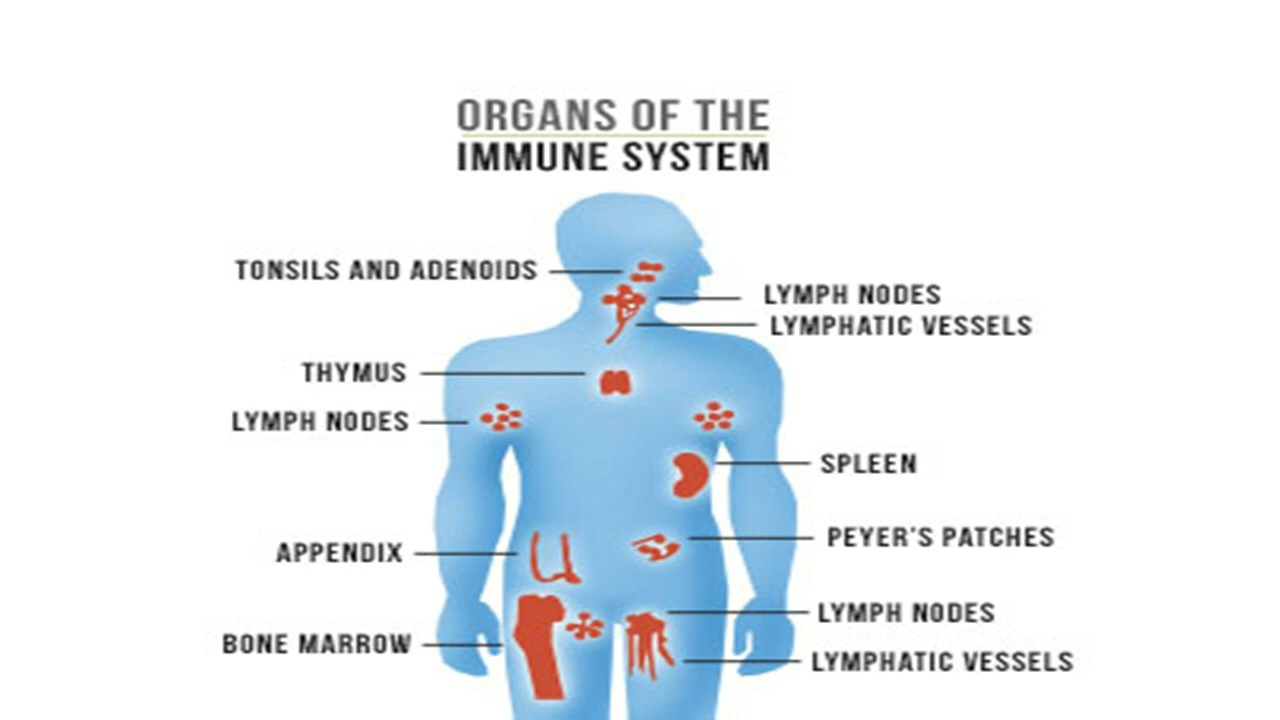 ORGANS OF THE
IMMUNE SYSTEM
TONSILS AND ADENOIDS
LYMPH NODES
LYMPHATIC VESSELS
THYMUS
LYMPH NODES
SPLEEN
PEYER'S PATCHES
APPENDIX
LYMPH NODES
BONE MARROW
LYMPHATIC VESSELS